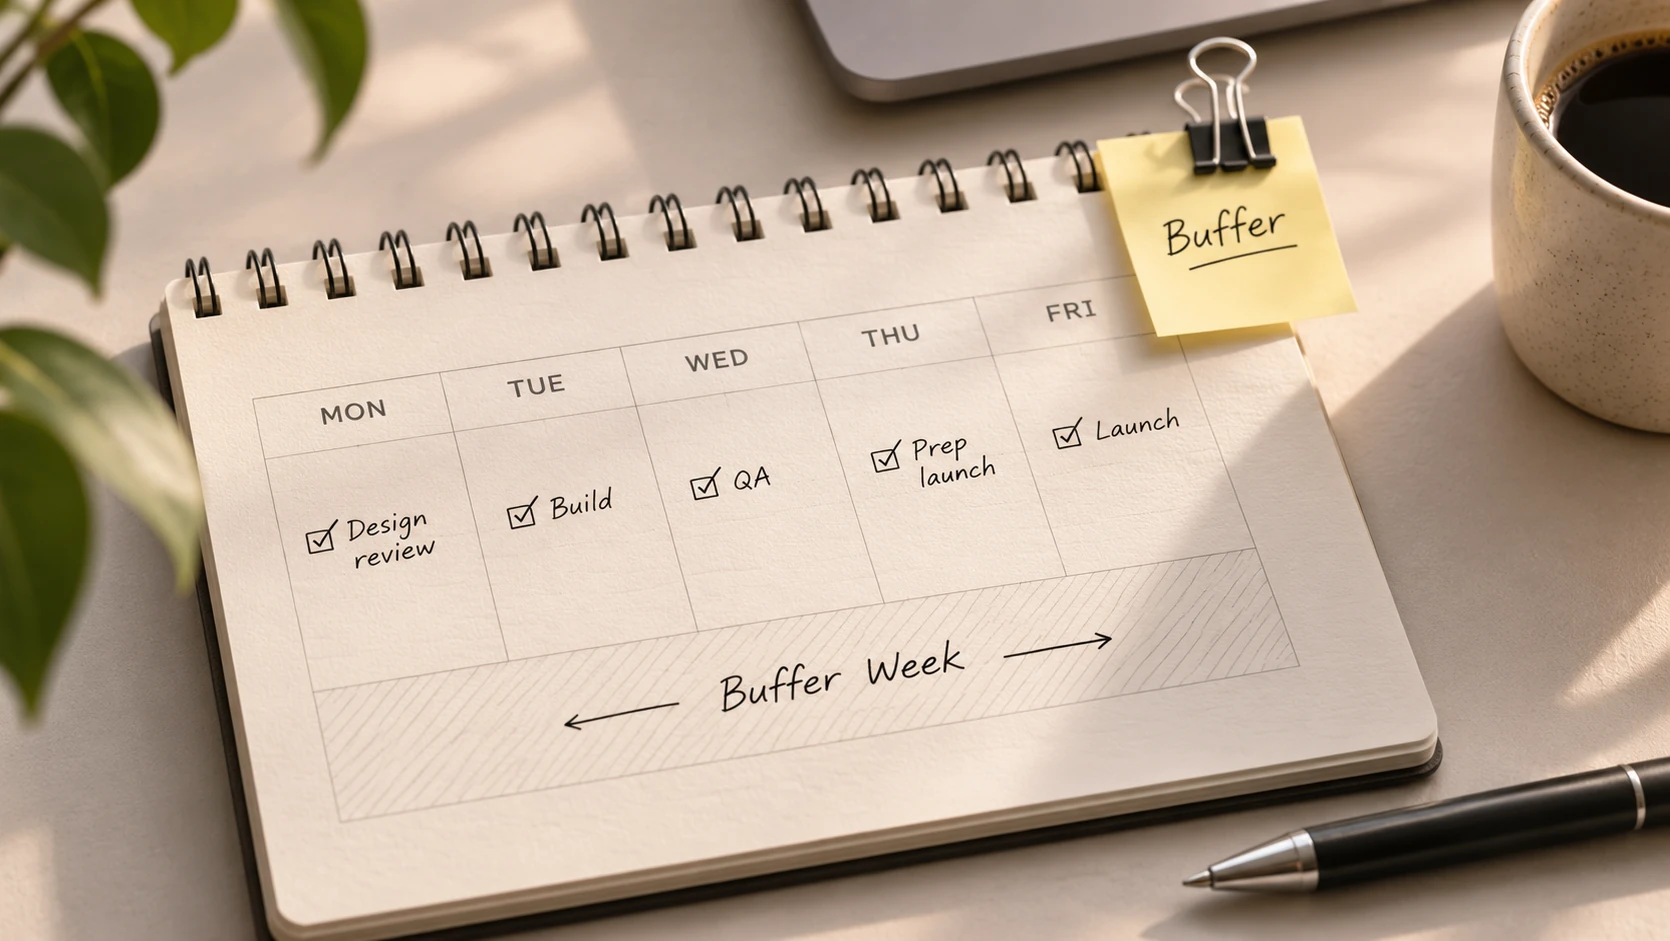 Buffer
MON
TUE
WED
THU
FRI
Design
review
Build
QA
Prep
launch
Launch
Buffer Week